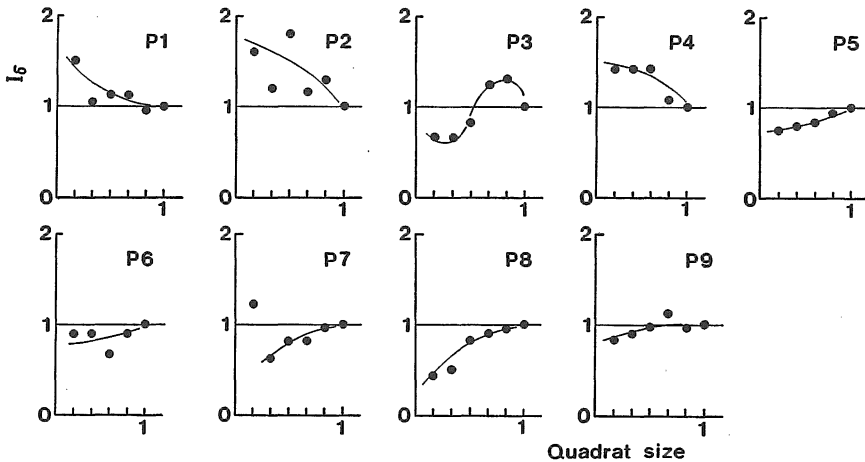 2 2 2 2 2
P1 P2 P3 P4 P5
Iδ
1 1 1 1 1
0 0 0 0 0
1 1 1 1 1
2 2 2 2
P6 P7 P8 P9
1 1 1 1
0 0 0 0
1 1 1 1
Quadrat size